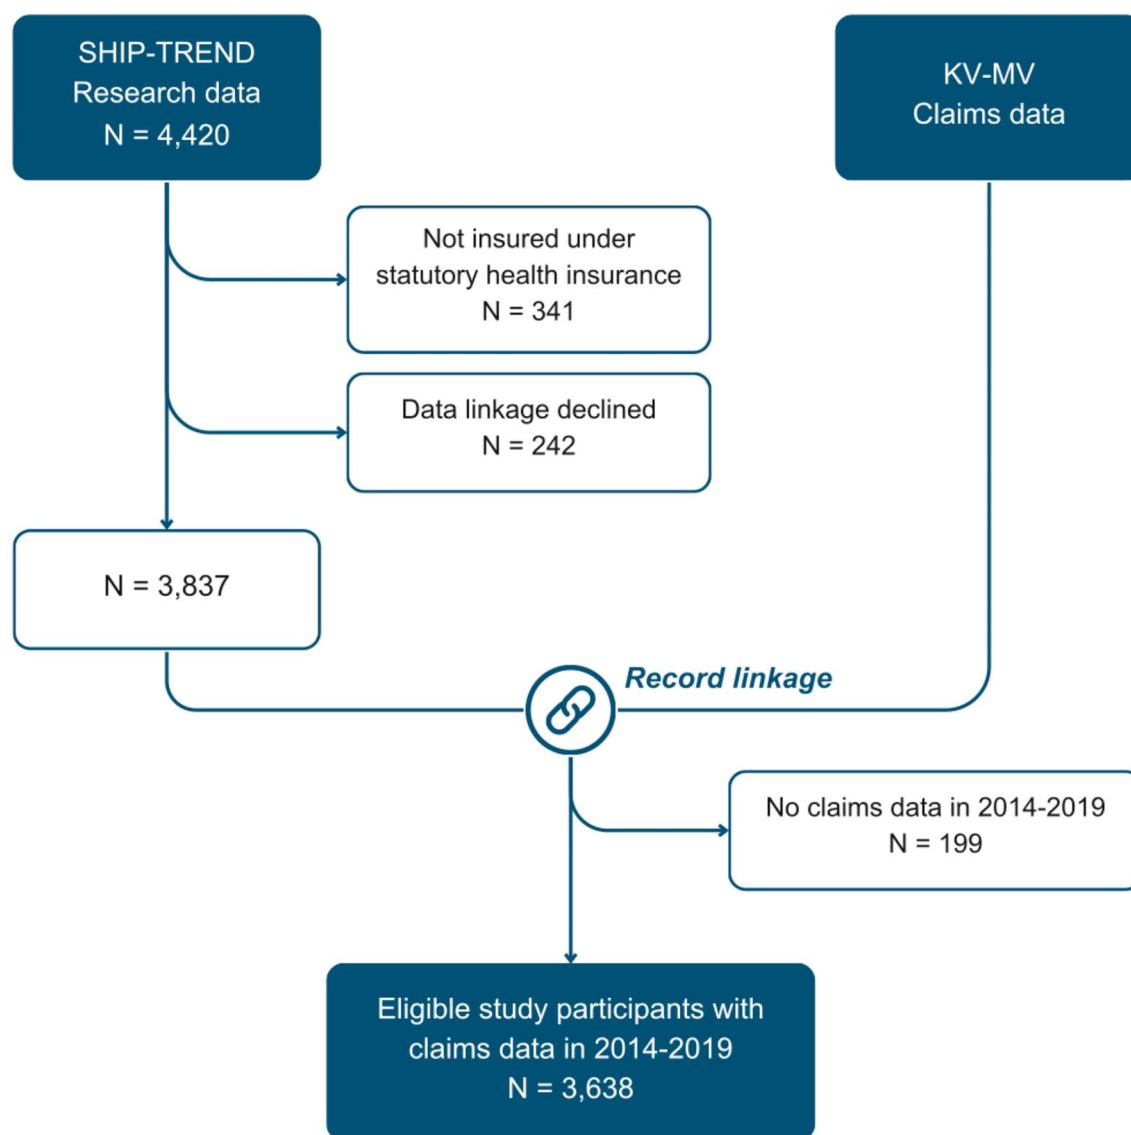 SHIP-TREND
Research data
N = 4,420
KV-MV
Claims data
Not insured under
statutory health insurance
N = 341
Data linkage declined
N = 242
N = 3,837
Record linkage
No claims data in 2014-2019
N = 199
Eligible study participants with
claims data in 2014-2019
N = 3,638